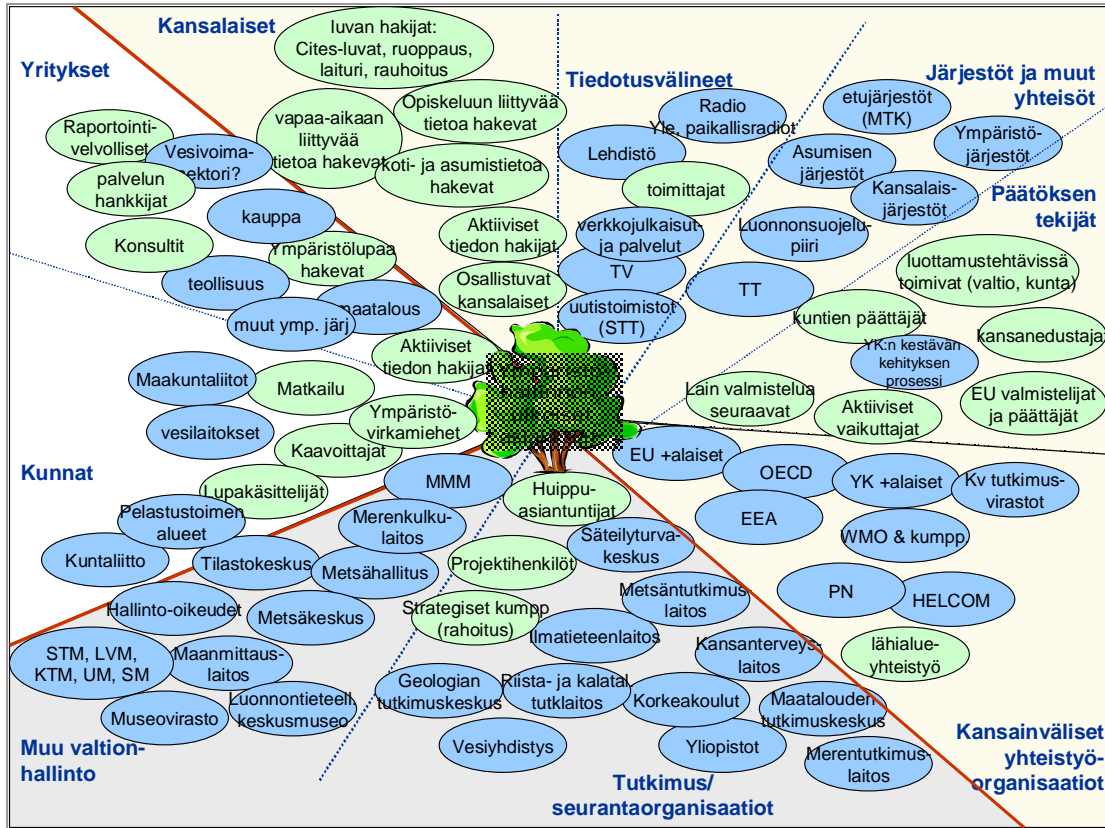 Kansalaiset
luvan hakijat:
Cites-luvat, ruoppaus,
laituri, rauhoitus
Yritykset
Opiskeluun liittyvää
tietoa hakevat
vapaa-aikaan
liittyvää
tietoa hakevat
koti- ja asumistietoa
hakevat
Raportointi-
velvolliset
Vesivoima-
sektori?
palvelun
hankkijat
kauppa
Konsultit
Ympäristölupaa
hakevat
teollisuus
maatalous
muut ymp. järj
Aktiiviset
tiedon hakijat
Osallistuvat
kansalaiset
Tiedotusvälineet
Radio
Yle, paikallisradiot
Lehdistö
toimittajat
verkkojulkaisut
ja palvelut
TV
uutistoimistot
(STT)
Järjestöt ja muut
yhteisöt
etujärjestöt
(MTK)
Ympäristö-
järjestöt
Asumisen
järjestöt
Kansalais-
järjestöt
Luonnonsuojelu-
piiri
TT
Päätöksen
tekijät
luottamustehtävissä
toimivat (valtio, kunta)
kuntien päättäjät
kansanedustajat
YK:n kestävän
kehityksen
prosessi
Lain valmistelua
seuraavat
Aktiiviset
vaikuttajat
EU valmistelijat
ja päättäjät
Aktiiviset
tiedon hakijat
Maakuntaliitot
Matkailu
Ympäristö-
virkamiehet
vesilaitokset
Kaavoittajat
Kunnat
Lupakäsittelijät
Pelastustoimen
alueet
Kuntaliitto
Tilastokeskus
MMM
Merenkulku-
laitos
Metsähallitus
Hallinto-oikeudet
Metsäkeskus
STM, LVM,
KTM, UM, SM
Maanmittaus-
laitos
Museovirasto
Luonnontieteell.
keskusmuseo
Muu valtion-
hallinto
Huippu-
asiantuntijat
Säteilyturva-
keskus
Projektihenkilöt
Strategiset kumpp
(rahoitus)
Metsäntutkimus
laitos
Ilmatieteenlaitos
Kansanterveys-
laitos
Geologian
tutkimuskeskus
Riista- ja kalatal.
tutklaitos
Korkeakoulut
Maatalouden
tutkimuskeskus
Vesiyhdistys
Yliopistot
Merentutkimus-
laitos
Tutkimus/
seurantaorganisaatiot
EU +alaiset
OECD
YK +alaiset
Kv tutkimus-
virastot
EEA
WMO & kumpp.
PN
HELCOM
lähialue-
yhteistyö
Kansainväliset
yhteistyö-
organisaatiot